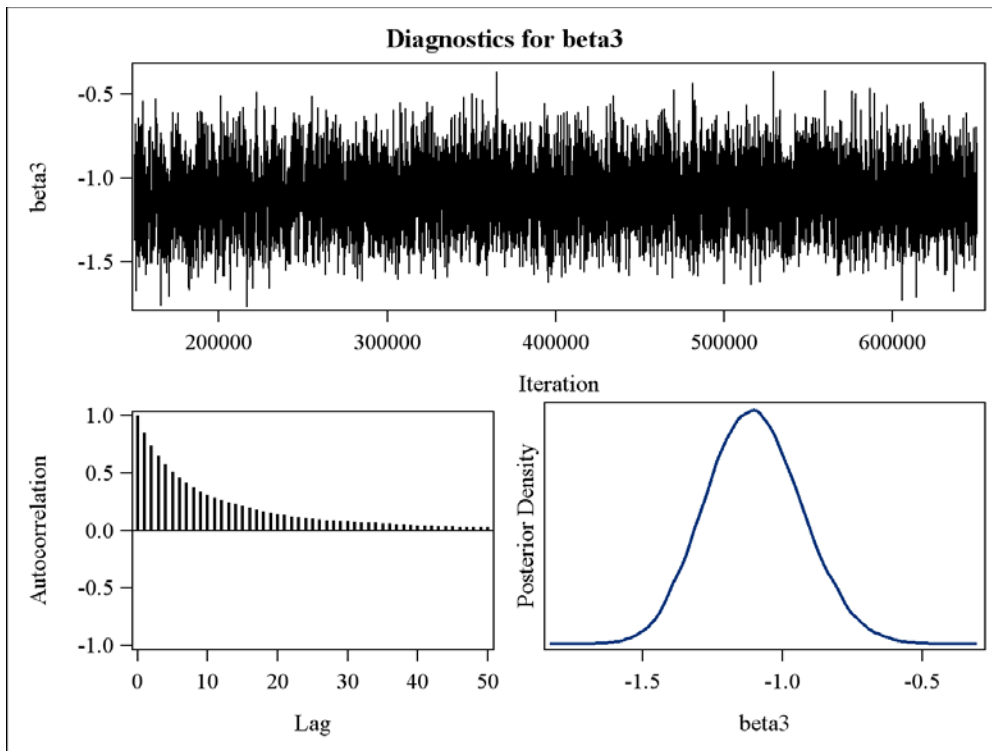 Diagnostics for beta3
beta3
-0.5
-1.0
-1.5
200000 300000 400000 500000 600000
Iteration
Autocorrelation
1.0
0.5
0.0
-0.5
-1.0
0 10 20 30 40 50
Lag
Posterior Density
-1.5 -1.0 -0.5
beta3